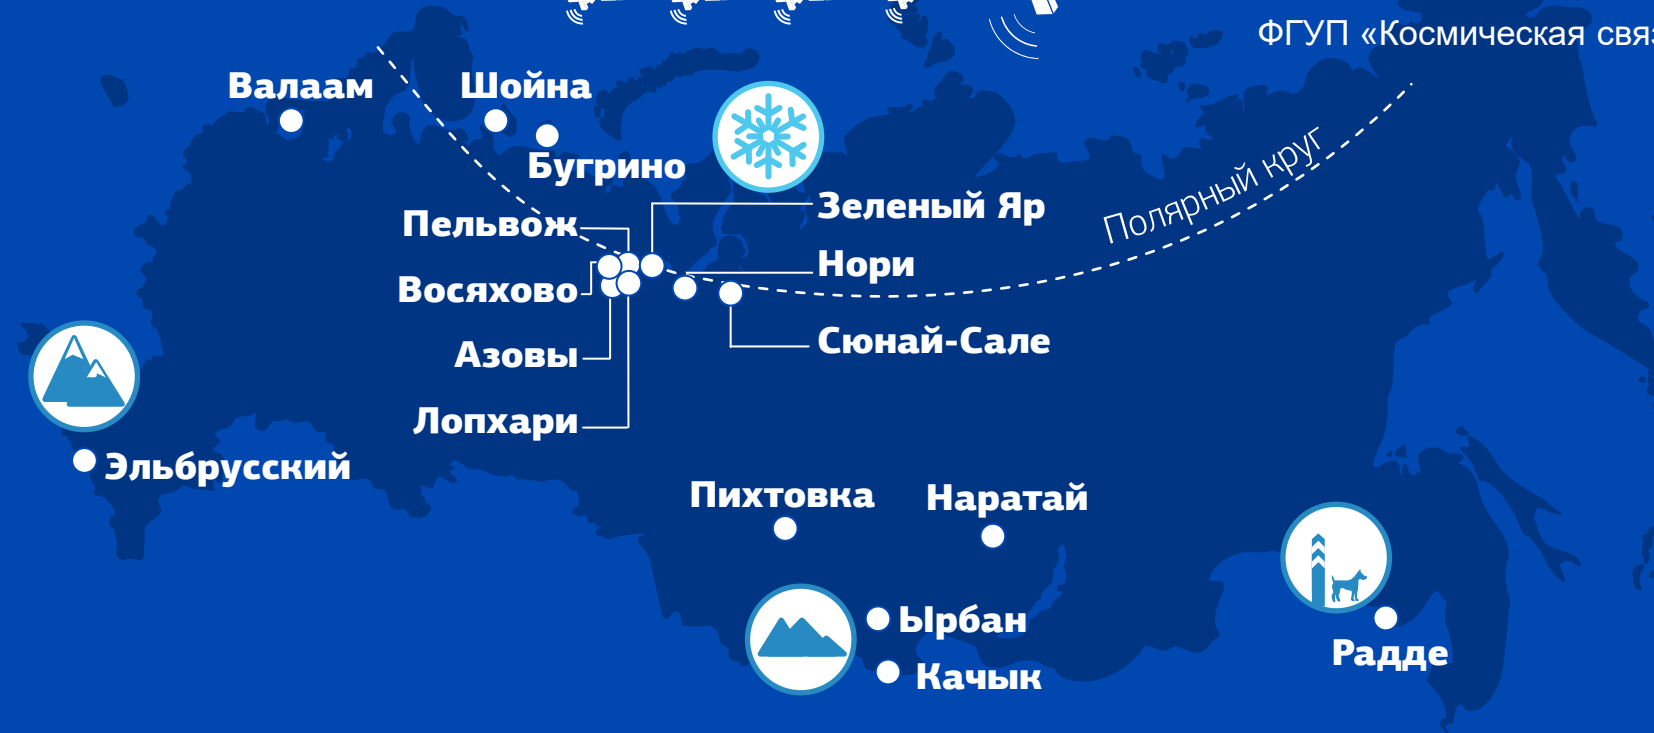 ФГУП «Космическая свя
Валаам
Шойна
Бугрино
Зеленый Яр
Пельвож
Нори
Восяхово
Сюнай-Сале
Азовы
Лопхари
Полярный круг
Эльбрусский
Пихтовка
Наратай
Ырбан
Качык
Радде